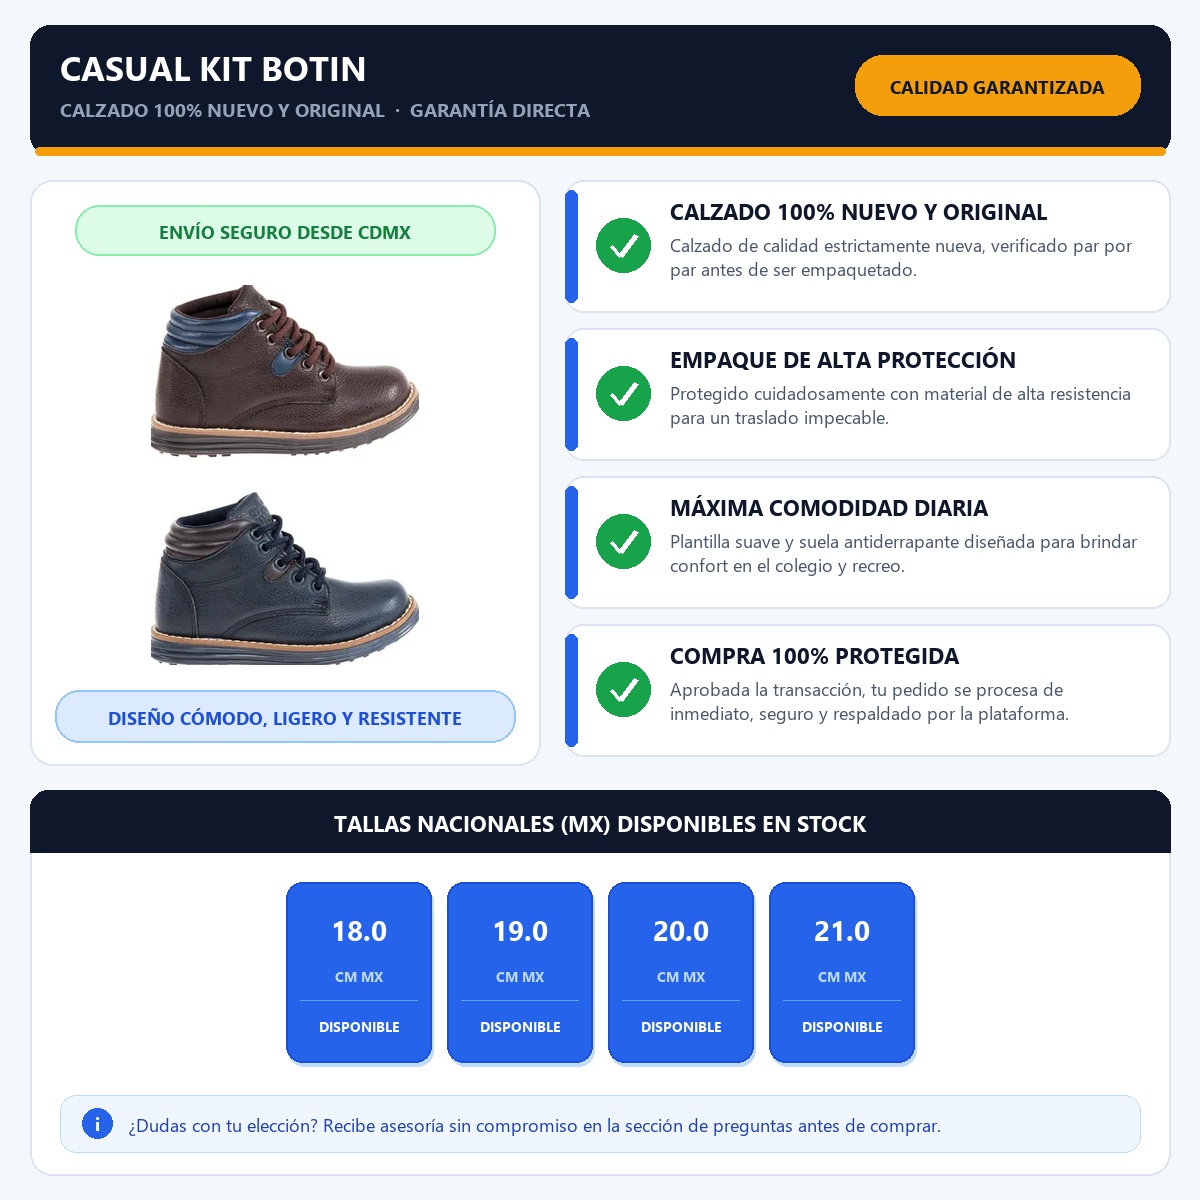 CASUAL KIT BOTIN
CALZADO 100% NUEVO Y ORIGINAL · GARANTÍA DIRECTA
CALIDAD GARANTIZADA
ENVÍO SEGURO DESDE CDMX
DISEÑO CÓMODO, LIGERO Y RESISTENTE
CALZADO 100% NUEVO Y ORIGINAL
Calzado de calidad estrictamente nueva, verificado par por
par antes de ser empaquetado.
EMPAQUE DE ALTA PROTECCIÓN
Protegido cuidadosamente con material de alta resistencia
para un traslado impecable.
MÁXIMA COMODIDAD DIARIA
Plantilla suave y suela antiderrapante diseñada para brindar
confort en el colegio y recreo.
COMPRA 100% PROTEGIDA
Aprobada la transacción, tu pedido se procesa de
inmediato, seguro y respaldado por la plataforma.
TALLAS NACIONALES (MX) DISPONIBLES EN STOCK
18.0
CM MX
DISPONIBLE
19.0
CM MX
DISPONIBLE
20.0
CM MX
DISPONIBLE
21.0
CM MX
DISPONIBLE
¿Dudas con tu elección? Recibe asesoría sin compromiso en la sección de preguntas antes de comprar.